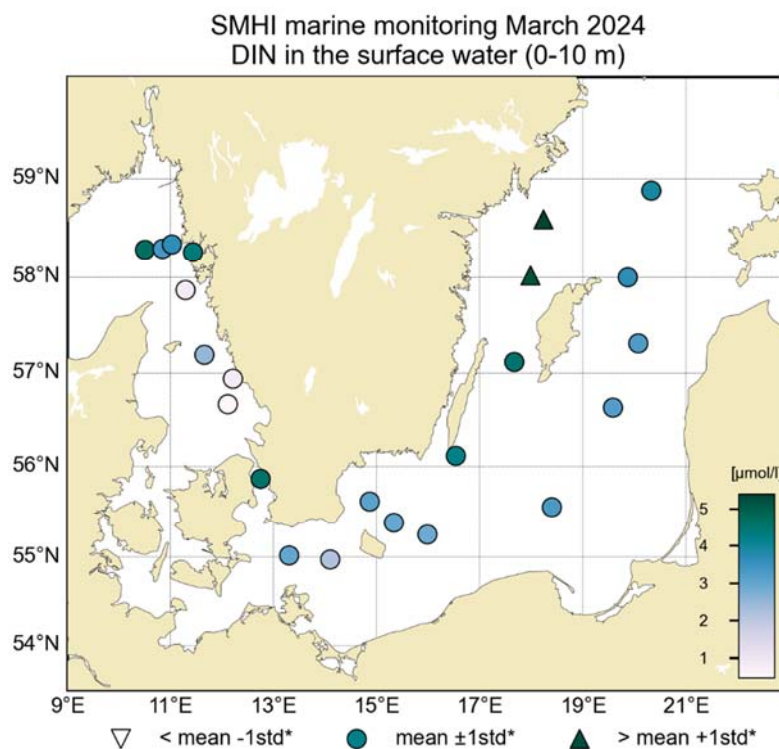 SMHI marine monitoring March 2024
DIN in the surface water (0-10 m)
59°N
58°N
57°N
56°N
55°N
54°N
[µmol/l
5
4
3
2
1
9°E 11°E 13°E 15°E 17°E 19°E 21°E
< mean -1std* mean ±1std* > mean +1std*